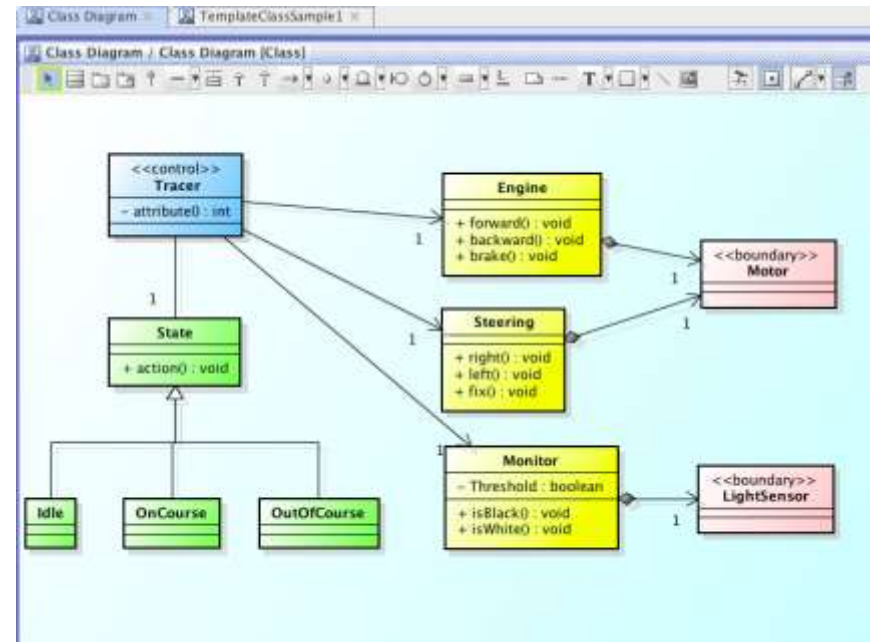 Class Diagram
TemplateClassSample1
Class Diagram / Class Diagram [Class]
T
<<control>>
Tracer
- attribute0 : int
Engine
+ forward() : void
+ backward() : void
+ brake() : void
1
<<boundary>>
Motor
1
1
State
+ action() : void
Steering
+ right() : void
+ left() : void
+ fix() : void
1
1
1
Monitor
- Threshold : boolean
+ isBlack() : void
+ isWhite() : void
<<boundary>>
LightSensor
1
Idle
OnCourse
OutOfCourse